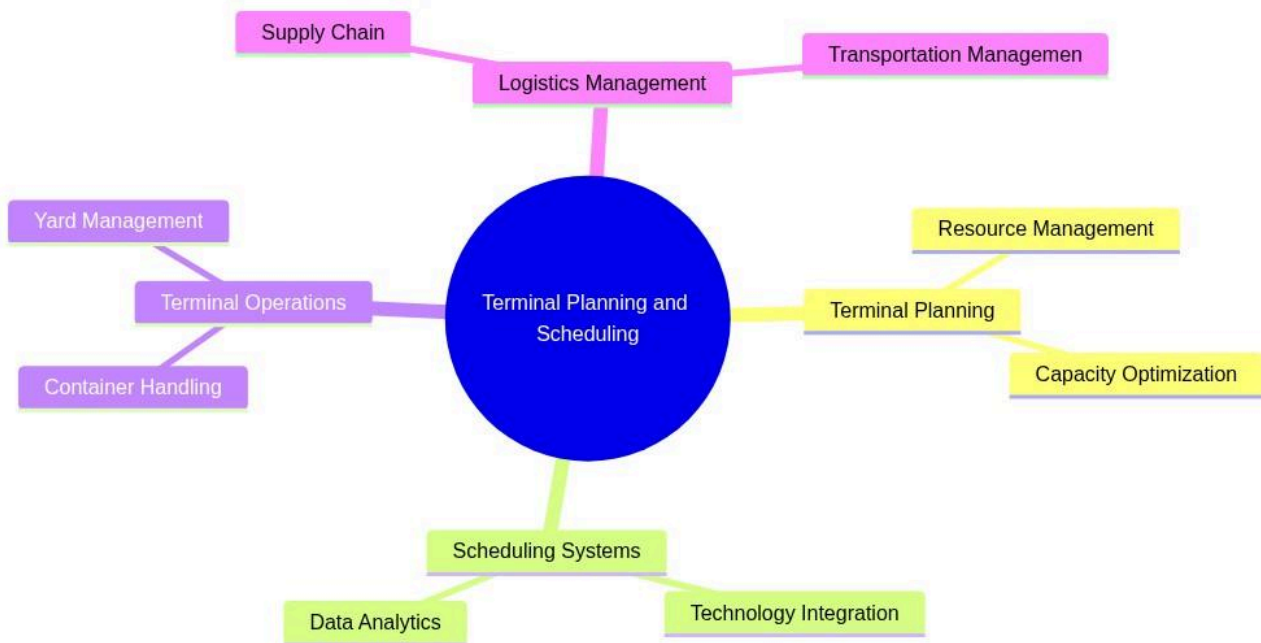 Supply Chain
Transportation Managemen
Logistics Management
Yard Management
Resource Management
Terminal Operations
Terminal Planning and
Scheduling
Terminal Planning
Container Handling
Capacity Optimization
Scheduling Systems
Data Analytics
Technology Integration